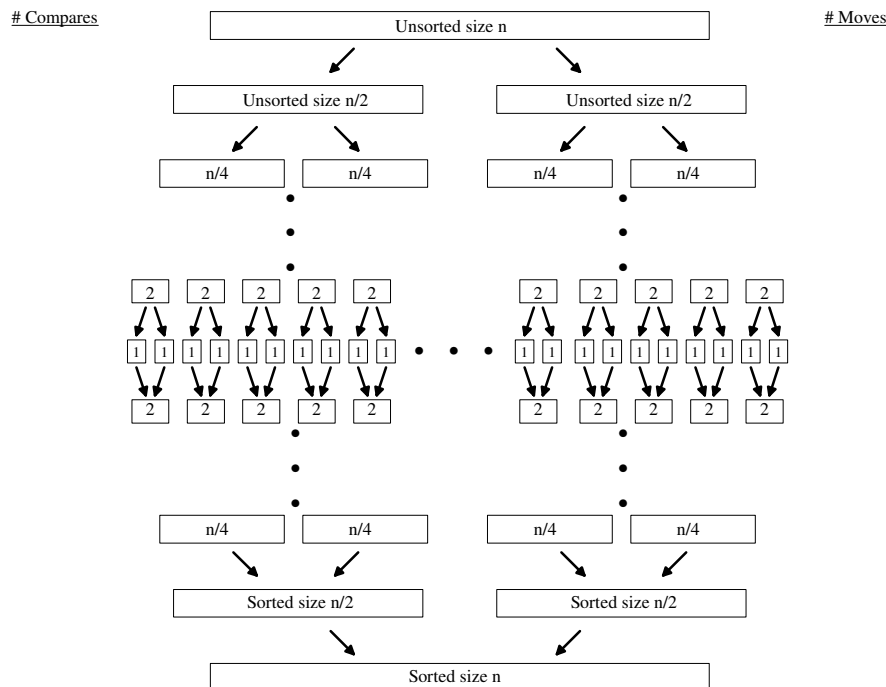 # Compares Unsorted size n # Moves
Unsorted size n/2 Unsorted size n/2
n/4 n/4 n/4 n/4
2 2 2 2 2 2 2 2 2 2
1 1 1 1 1 1 1 1 1 1 1 1 1 1 1 1 1 1 1 1
2 2 2 2 2 2 2 2 2 2
n/4 n/4 n/4 n/4
Sorted size n/2 Sorted size n/2
Sorted size n